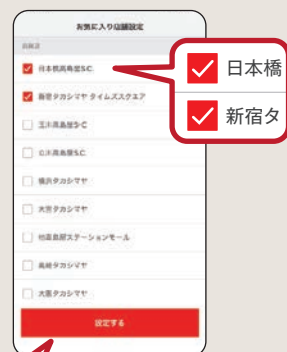 お気に入り店舗設定
日本橋高島屋S.C.
新宿タカシマヤ タイムズスクエア
玉川高島屋S・C
立川高島屋S.C.
横浜タカシマヤ
大宮タカシマヤ
柏高島屋ステーションモール
高崎タカシマヤ
大阪タカシマヤ
設定する
日本橋
新宿タ